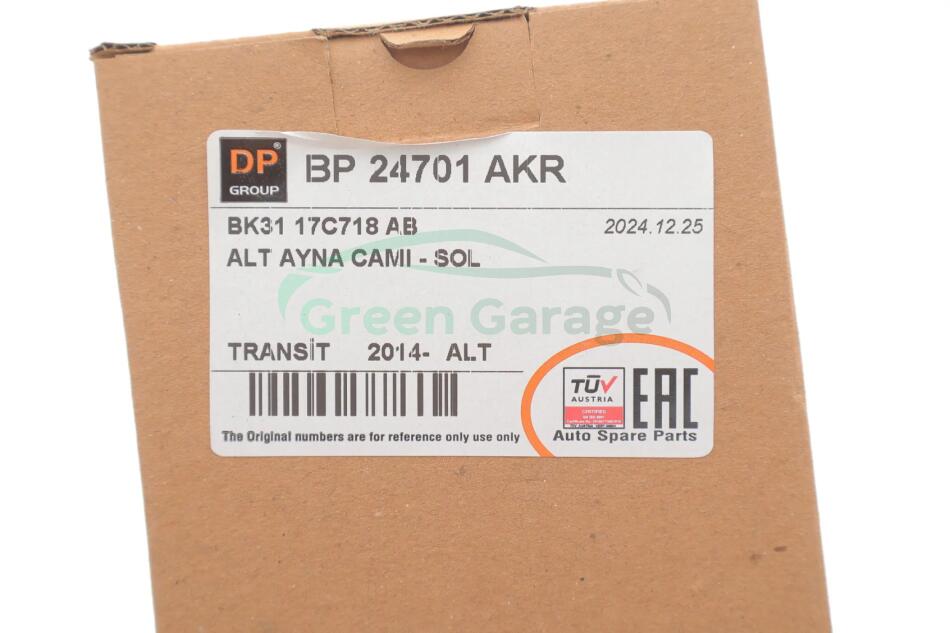 DP®
GROUP
BP 24701 AKR
BK31 17C718 AB
2024.12.25
ALT AYNA CAMI - SOL
Green Garage
TRANSİT 2014- ALT
TÜV
AUSTRIA
CERTIFIED
EAC
Auto Spare Parts
The Original numbers are for reference only use only